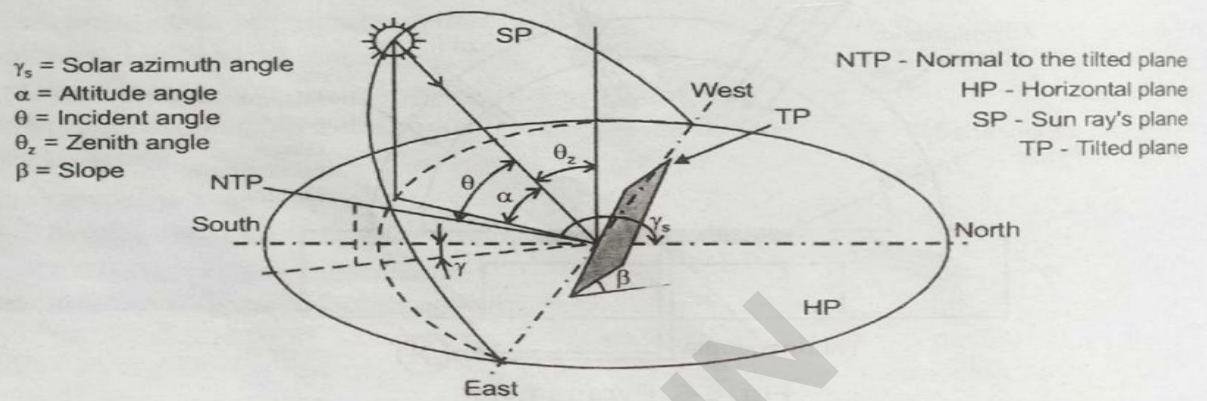 SP
γs = Solar azimuth angle
α = Altitude angle
θ = Incident angle
θz = Zenith angle
β = Slope
NTP - Normal to the tilted plane
HP - Horizontal plane
SP - Sun ray's plane
TP - Tilted plane
West
TP
NTP
θ
α
θz
γs
South
North
γ
β
HP
East